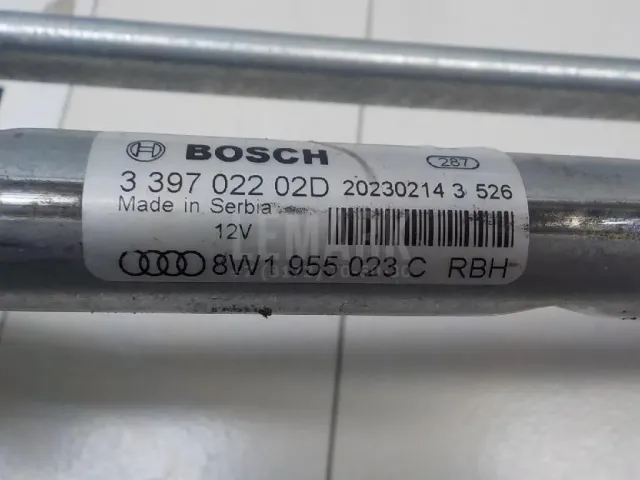 BOSCH 287
3 397 022 02D 20230214 3 526
Made in Serbia
12V
8W1 955 023 C RBH